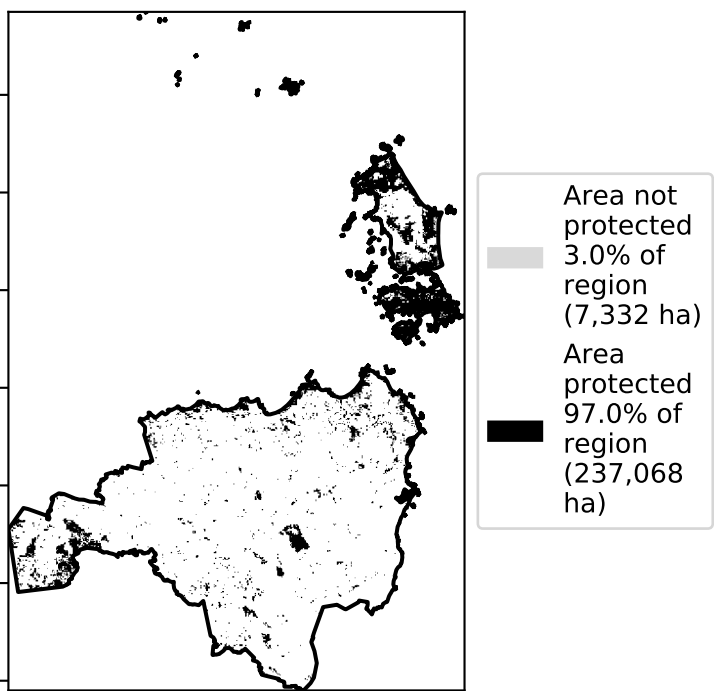 Area not
protected
3.0% of
region
(7,332 ha)
Area
protected
97.0% of
region
(237,068
ha)